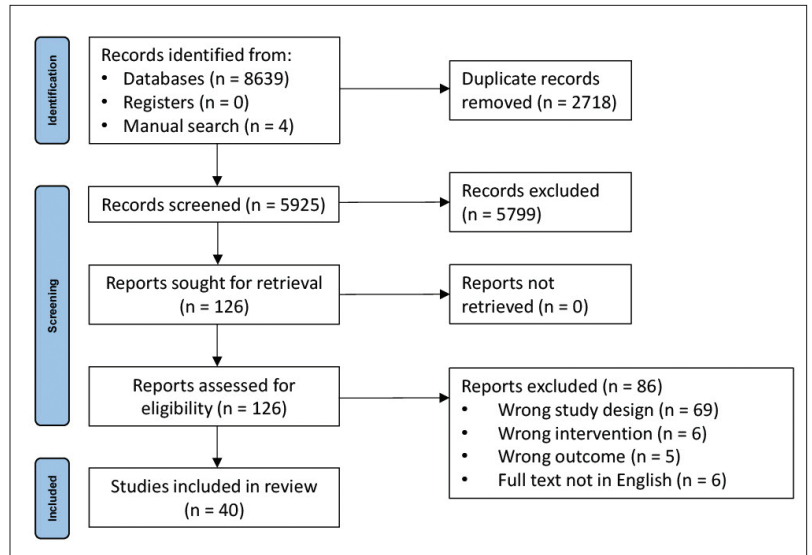 Identification
Records identified from:
• Databases (n = 8639)
• Registers (n = 0)
• Manual search (n = 4)
Duplicate records
removed (n = 2718)
Screening
Records screened (n = 5925)
Records excluded
(n = 5799)
Reports sought for retrieval
(n = 126)
Reports not
retrieved (n = 0)
Reports assessed for
eligibility (n = 126)
Reports excluded (n = 86)
• Wrong study design (n = 69)
• Wrong intervention (n = 6)
• Wrong outcome (n = 5)
• Full text not in English (n = 6)
Included
Studies included in review
(n = 40)